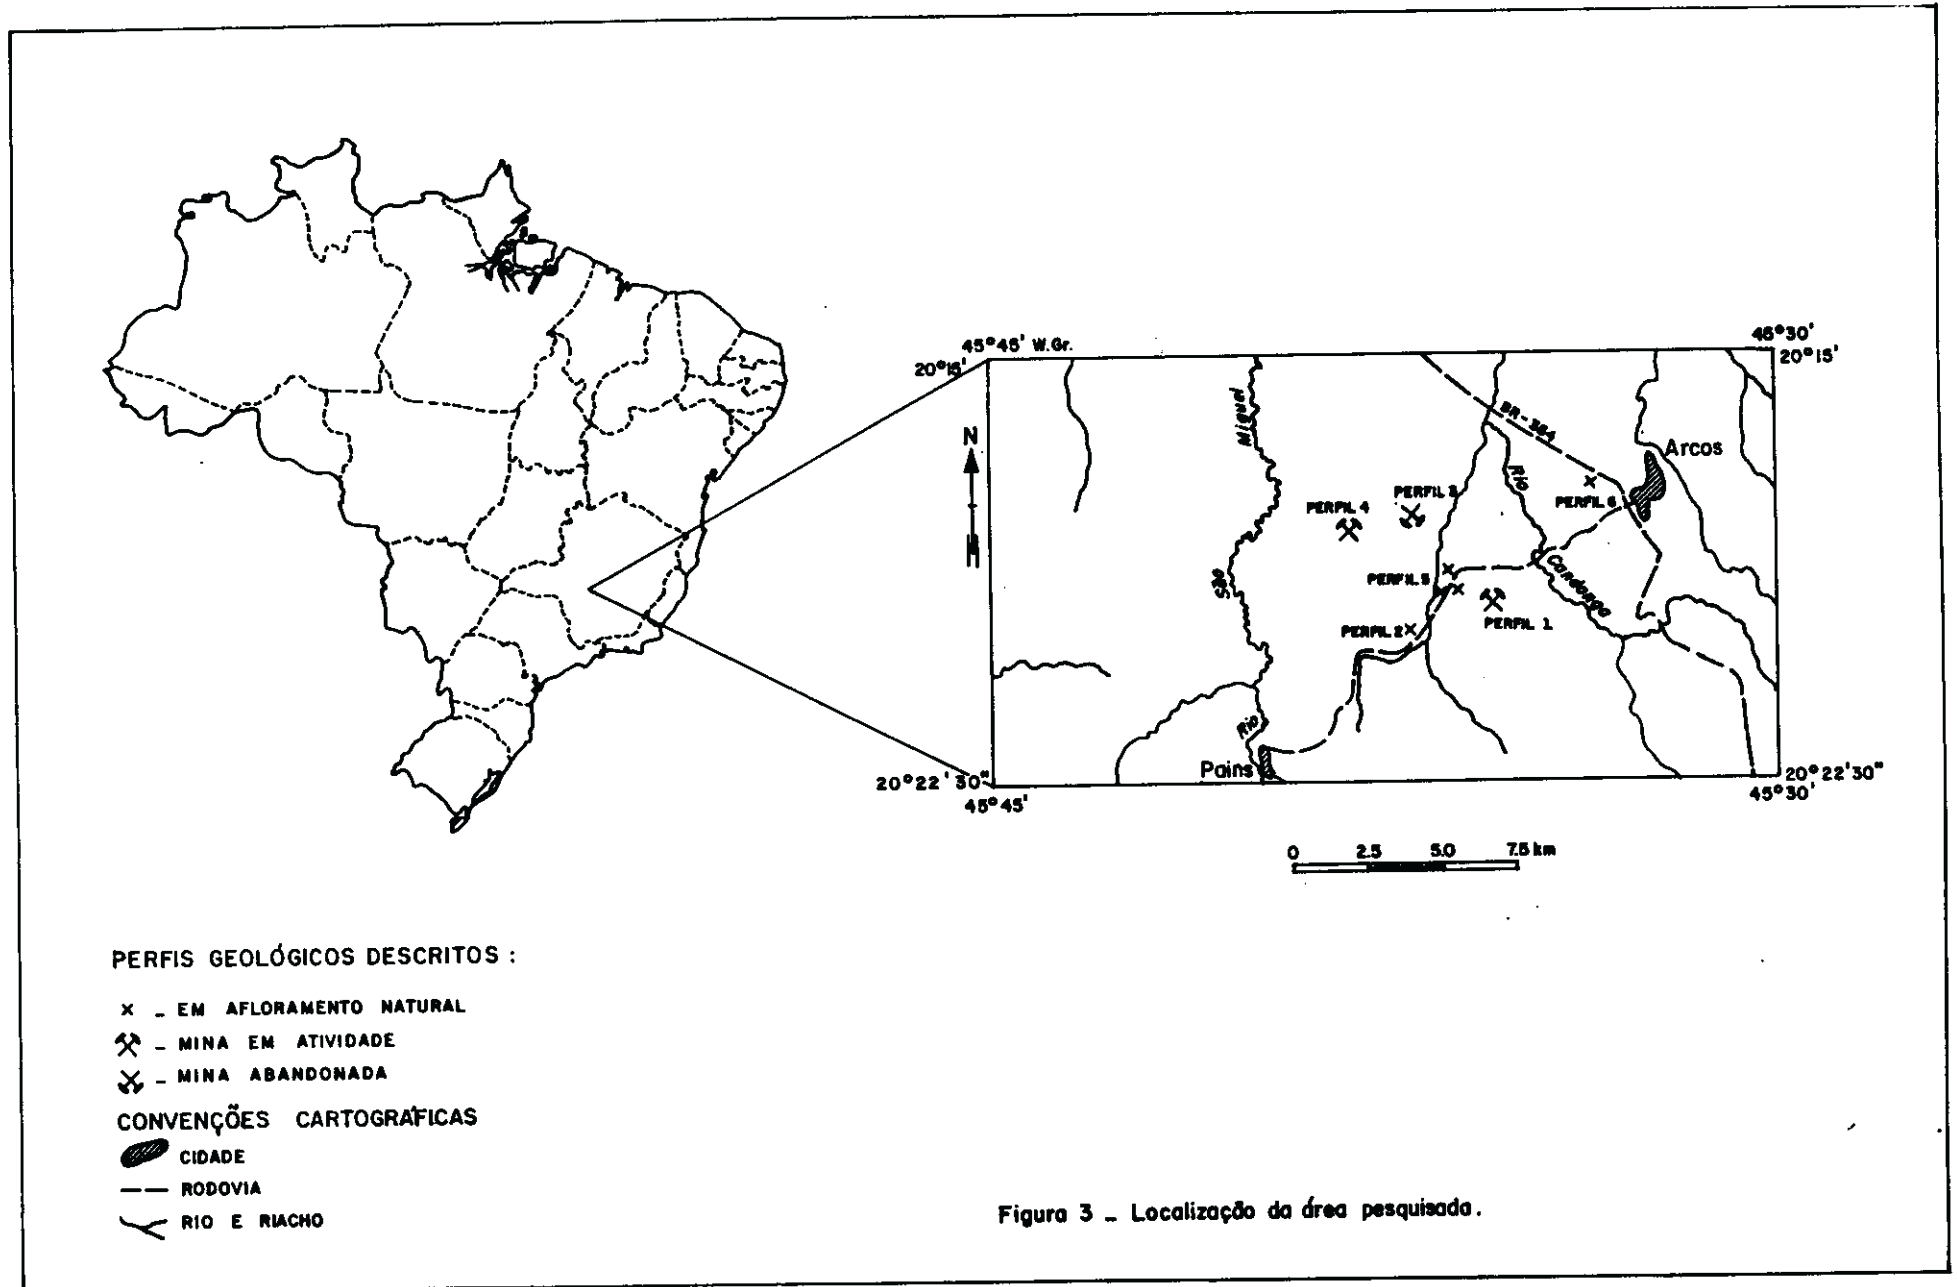 45°45' W.Gr.
46°30'
20°15'
20°15'
N
Miguel
São
Rio
BR-354
Rio
Candonga
Arcos
PERFIL 3
PERFIL 4
PERFIL 6
PERFIL 5
PERFIL 1
PERFIL 2
Pains
20°22'30"
45°45'
20°22'30"
45°30'
0 2.5 5.0 7.5 km
PERFIS GEOLÓGICOS DESCRITOS :
x - EM AFLORAMENTO NATURAL
- MINA EM ATIVIDADE
- MINA ABANDONADA
CONVENÇÕES CARTOGRÁFICAS
CIDADE
RODOVIA
RIO E RIACHO
Figura 3 - Localização da área pesquisada.